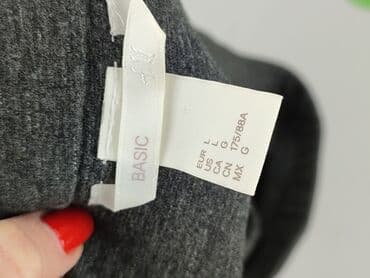 H&M
BASIC
EUR L
US L
CA G
CN 175/88A
MX G